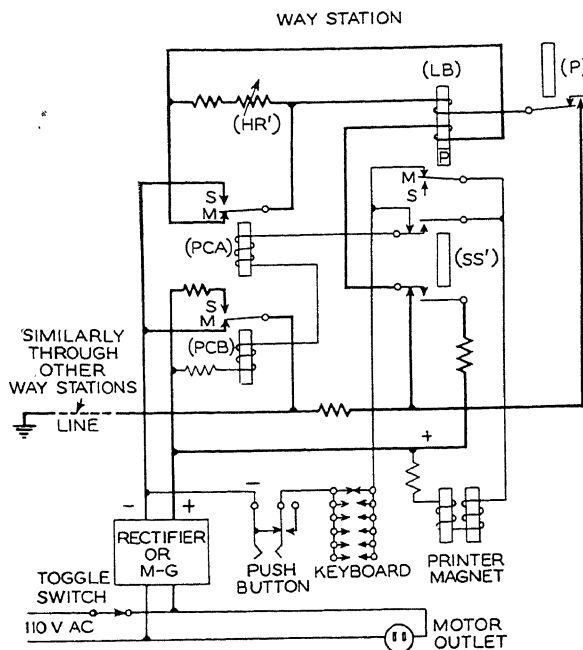 WAY STATION
(LB)
(P)
(HR')
P
S
M
M
S
(PCA)
(SS')
S
M
SIMILARLY
THROUGH
OTHER
WAY STATIONS
(PCB)
LINE
+
- +
-
RECTIFIER
OR
M-G
PUSH
BUTTON
KEYBOARD
PRINTER
MAGNET
TOGGLE
SWITCH
110 V AC
MOTOR
OUTLET